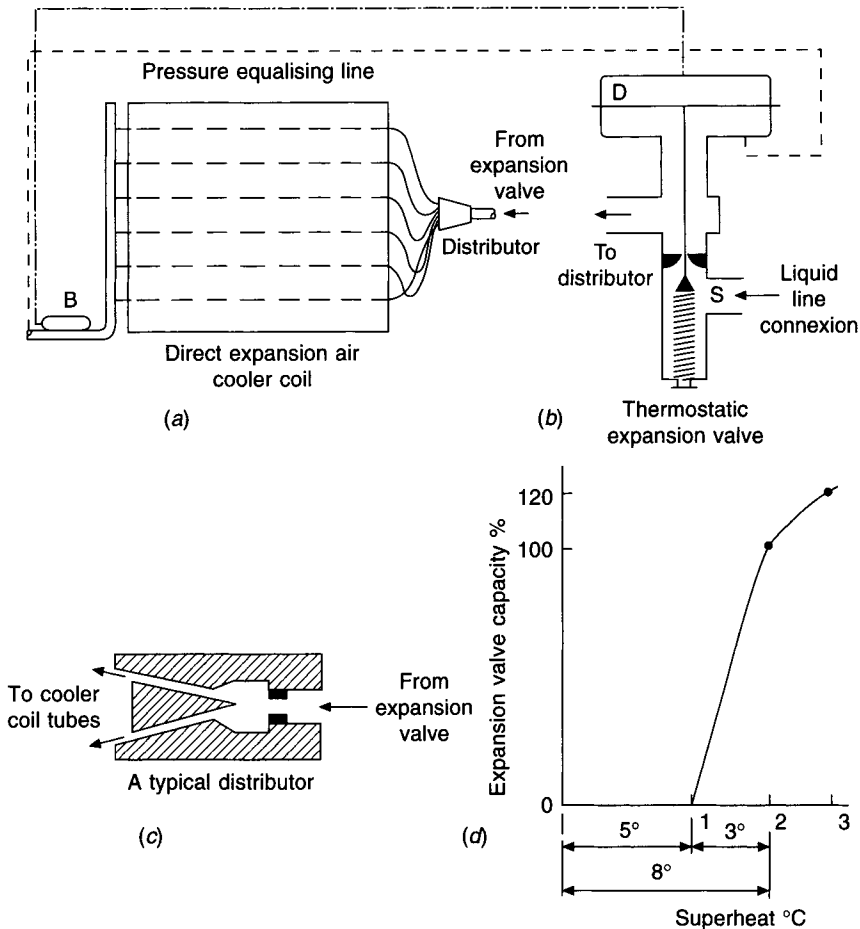 Pressure equalising line
From
expansion
valve
Distributor
B
Direct expansion air
cooler coil
(a)
D
To
distributor
S
Liquid
line
connexion
(b)
Thermostatic
expansion valve
To cooler
coil tubes
From
expansion
valve
A typical distributor
(c)
(d)
Expansion valve capacity %
120
100
0
1
2
3
5°
3°
8°
Superheat °C